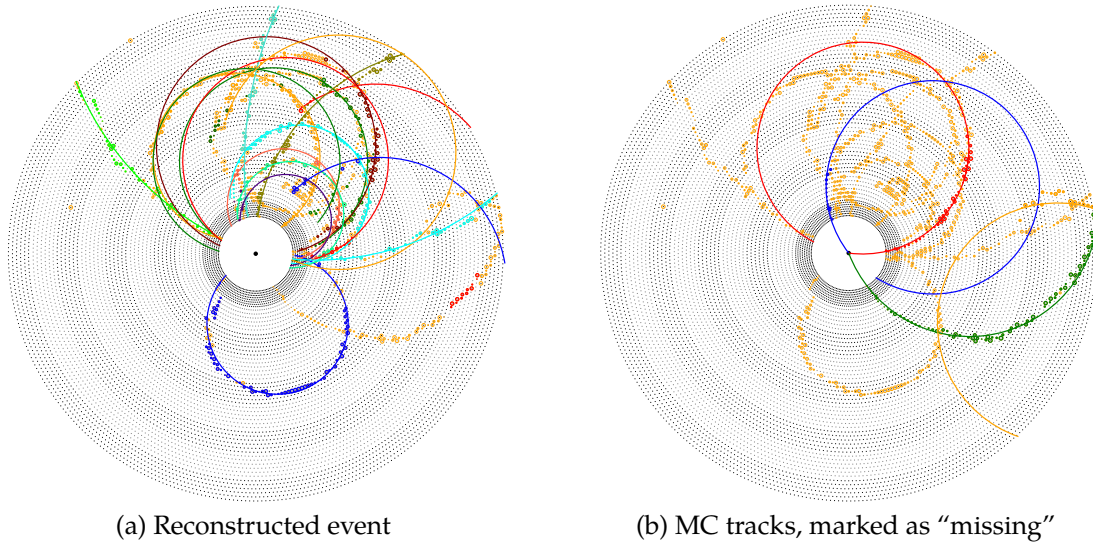 (a) Reconstructed event
(b) MC tracks, marked as “missing”